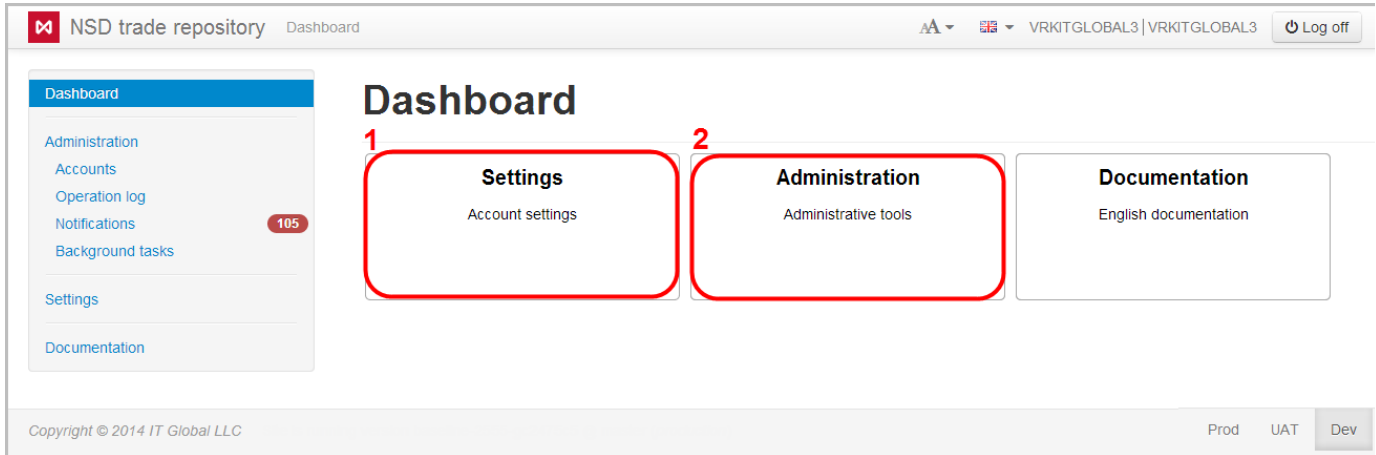 NSD trade repository Dashboard AA VRKITGLOBAL3 | VRKITGLOBAL3 Log off
Dashboard
Administration
Accounts
Operation log
Notifications 105
Background tasks
Settings
Documentation
Dashboard
1 2
Settings Administration Documentation
Account settings Administrative tools English documentation
Copyright © 2014 IT Global LLC Prod UAT Dev